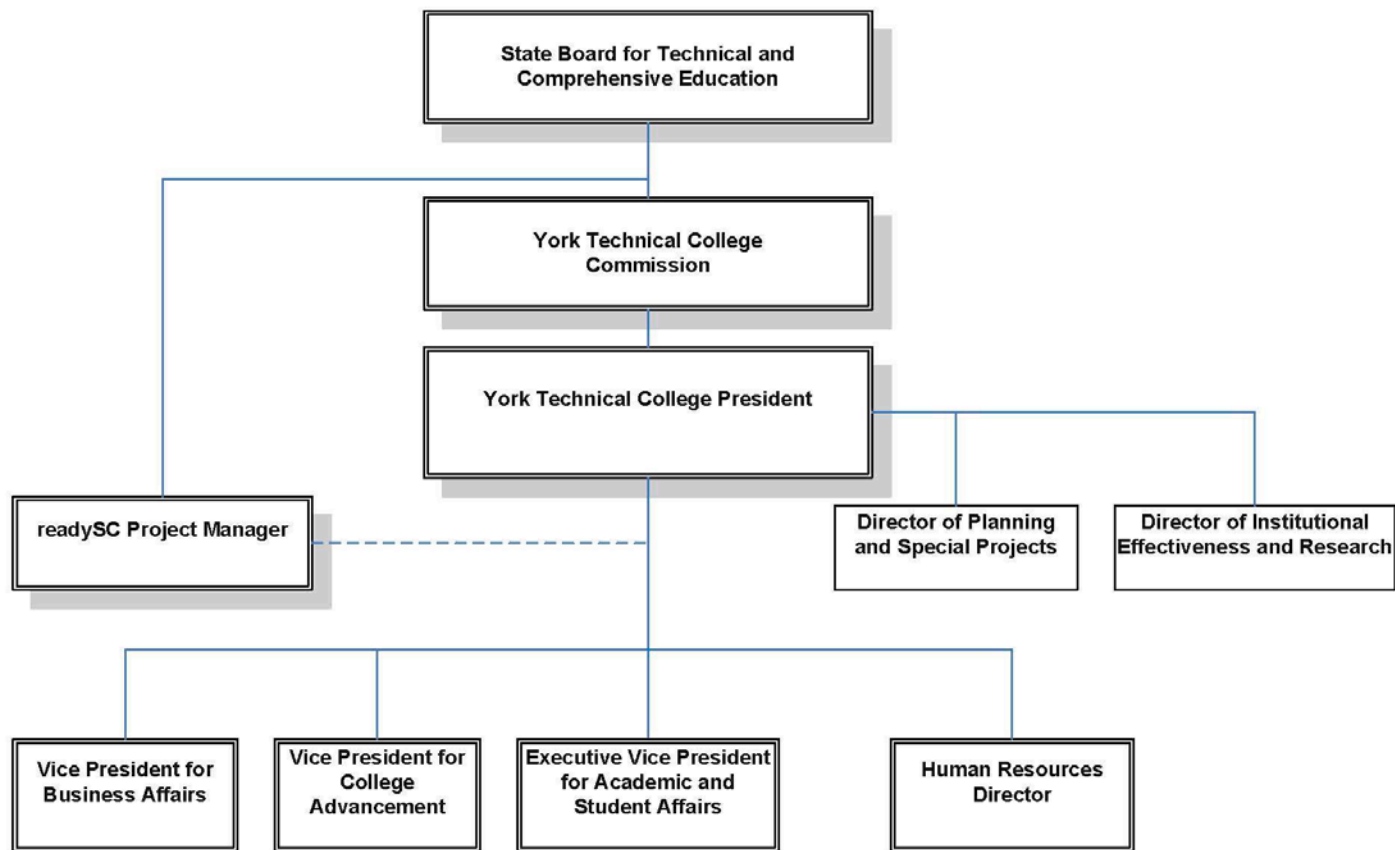 State Board for Technical and
Comprehensive Education
York Technical College
Commission
York Technical College President
readySC Project Manager
Director of Planning
and Special Projects
Director of Institutional
Effectiveness and Research
Vice President for
Business Affairs
Vice President for
College
Advancement
Executive Vice President
for Academic and
Student Affairs
Human Resources
Director